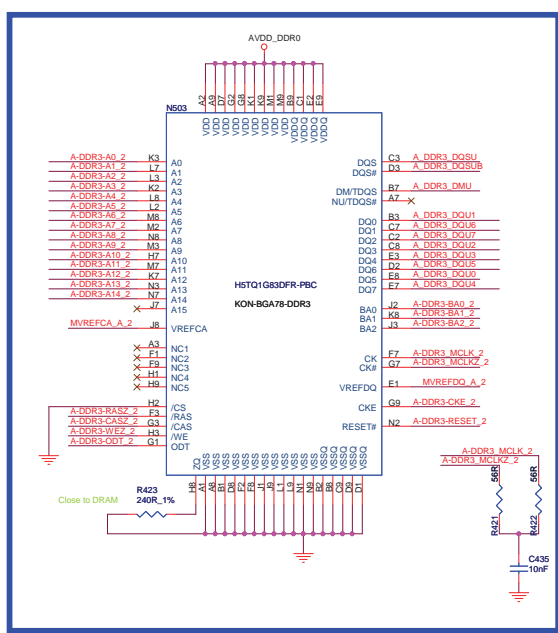 AVDD_DDR0
N503
A2 A9 D7 G2 G8 K1 K9 M1 M9 B9 C1 E2 E9
VDD VDD VDD VDD VDD VDD VDD VDD VDD VDDQ VDDQ VDDQ VDDQ
A-DDR3-A0_2 K3 A0
A-DDR3-A1_2 L7 A1
A-DDR3-A2_2 L3 A2
A-DDR3-A3_2 K2 A3
A-DDR3-A4_2 L8 A4
A-DDR3-A5_2 L2 A5
A-DDR3-A6_2 M8 A6
A-DDR3-A7_2 M2 A7
A-DDR3-A8_2 N8 A8
A-DDR3-A9_2 M3 A9
A-DDR3-A10_2 H7 A10
A-DDR3-A11_2 M7 A11
A-DDR3-A12_2 K7 A12
A-DDR3-A13_2 N3 A13
A-DDR3-A14_2 N7 A14
J7 A15
MVREFCA_A_2 J8 VREFCA
A3 NC1
F1 NC2
F9 NC3
H1 NC4
H9 NC5
H2 /CS
A-DDR3-RASZ_2 F3 /RAS
A-DDR3-CASZ_2 G3 /CAS
A-DDR3-WEZ_2 H3 /WE
A-DDR3-ODT_2 G1 ODT
H5TQ1G83DFR-PBC
KON-BGA78-DDR3
DQS C3 A_DDR3_DQSU
DQS# D3 A_DDR3_DQSUB
DM/TDQS B7 A_DDR3_DMU
NU/TDQS# A7
DQ0 B3 A_DDR3_DQU1
DQ1 C7 A_DDR3_DQU6
DQ2 C2 A_DDR3_DQU7
DQ3 C8 A_DDR3_DQU2
DQ4 E3 A_DDR3_DQU3
DQ6 D2 A_DDR3_DQU5
DQ5 E8 A_DDR3_DQU0
DQ7 E7 A_DDR3_DQU4
BA0 J2 A-DDR3-BA0_2
BA1 K8 A-DDR3-BA1_2
BA2 J3 A-DDR3-BA2_2
CK F7 A-DDR3_MCLK_2
CK# G7 A-DDR3_MCLKZ_2
VREFDQ E1 MVREFDQ_A_2
CKE G9 A-DDR3-CKE_2
RESET# N2 A-DDR3-RESET_2
ZQ VSS VSS VSS VSS VSS VSS VSS VSS VSS VSS VSS VSS VSSQ VSSQ VSSQ VSSQ VSSQ
H8 A1 A8 B1 D8 F2 F8 J1 J9 L1 L9 N1 N9 B2 B8 C9 D9 D1
Close to DRAM
R423
240R_1%
A-DDR3_MCLK_2
A-DDR3_MCLKZ_2
56R
56R
R421
R422
C435
10nF